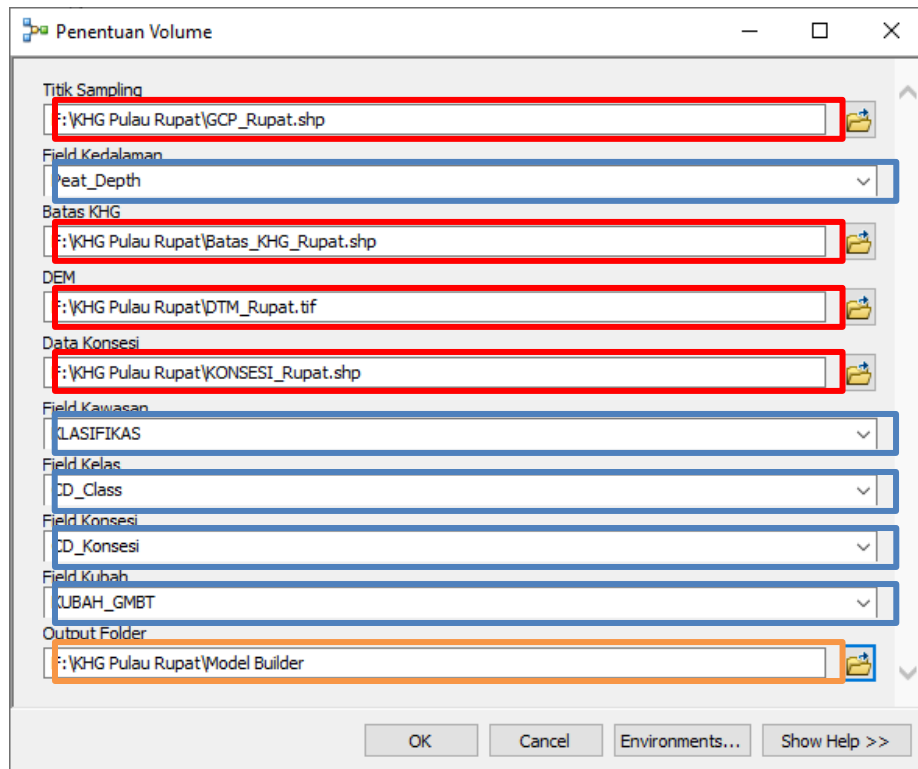 Penentuan Volume
Titik Sampling
F:\KHG Pulau Rupat\GCP_Rupat.shp
Field Kedalaman
Peat_Depth
Batas KHG
F:\KHG Pulau Rupat\Batas_KHG_Rupat.shp
DEM
F:\KHG Pulau Rupat\DTM_Rupat.tif
Data Konsesi
F:\KHG Pulau Rupat\KONSESI_Rupat.shp
Field Kawasan
KLASIFIKAS
Field Kelas
CD_Class
Field Konsesi
CD_Konsesi
Field Kubah
KUBAH_GMBT
Output Folder
F:\KHG Pulau Rupat\Model Builder
OK Cancel Environments... Show Help >>